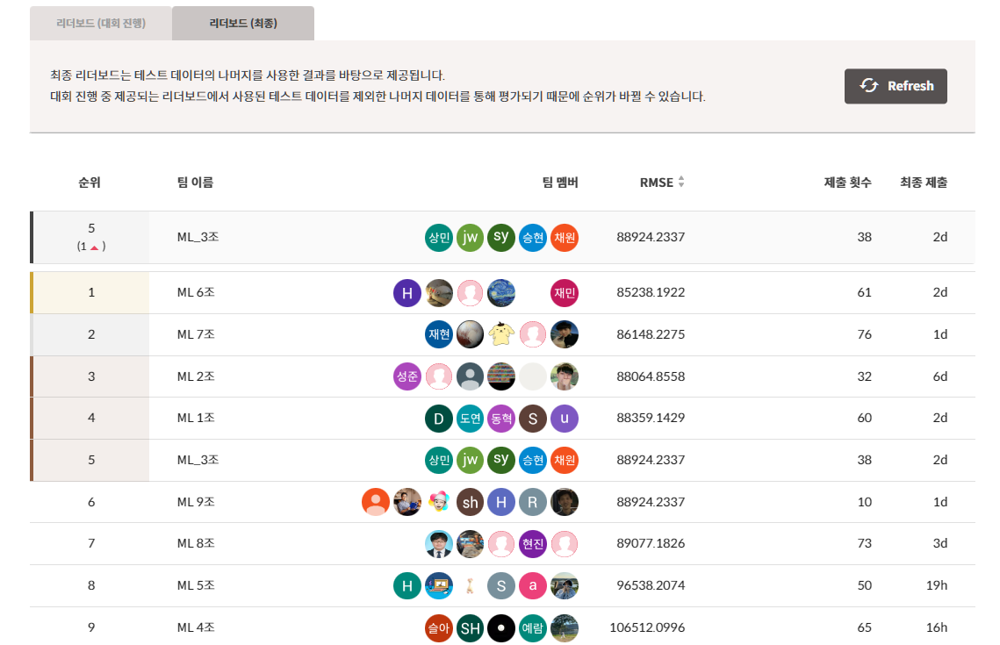 리더보드 (대회 진행) 리더보드 (최종)
최종 리더보드는 테스트 데이터의 나머지를 사용한 결과를 바탕으로 제공됩니다.
대회 진행 중 제공되는 리더보드에서 사용된 테스트 데이터를 제외한 나머지 데이터를 통해 평가되기 때문에 순위가 바뀔 수 있습니다.
Refresh
순위 팀 이름 팀 멤버 RMSE 제출 횟수 최종 제출
5 (1 ▲) ML_3조 상민 jw sy 승현 채원 88924.2337 38 2d
1 ML 6조 H 재민 85238.1922 61 2d
2 ML 7조 재현 86148.2275 76 1d
3 ML 2조 성준 88064.8558 32 6d
4 ML 1조 D 도연 동혁 S u 88359.1429 60 2d
5 ML_3조 상민 jw sy 승현 채원 88924.2337 38 2d
6 ML 9조 sh H R 88924.2337 10 1d
7 ML 8조 현진 89077.1826 73 3d
8 ML 5조 H S a 96538.2074 50 19h
9 ML 4조 슬아 SH 예람 106512.0996 65 16h